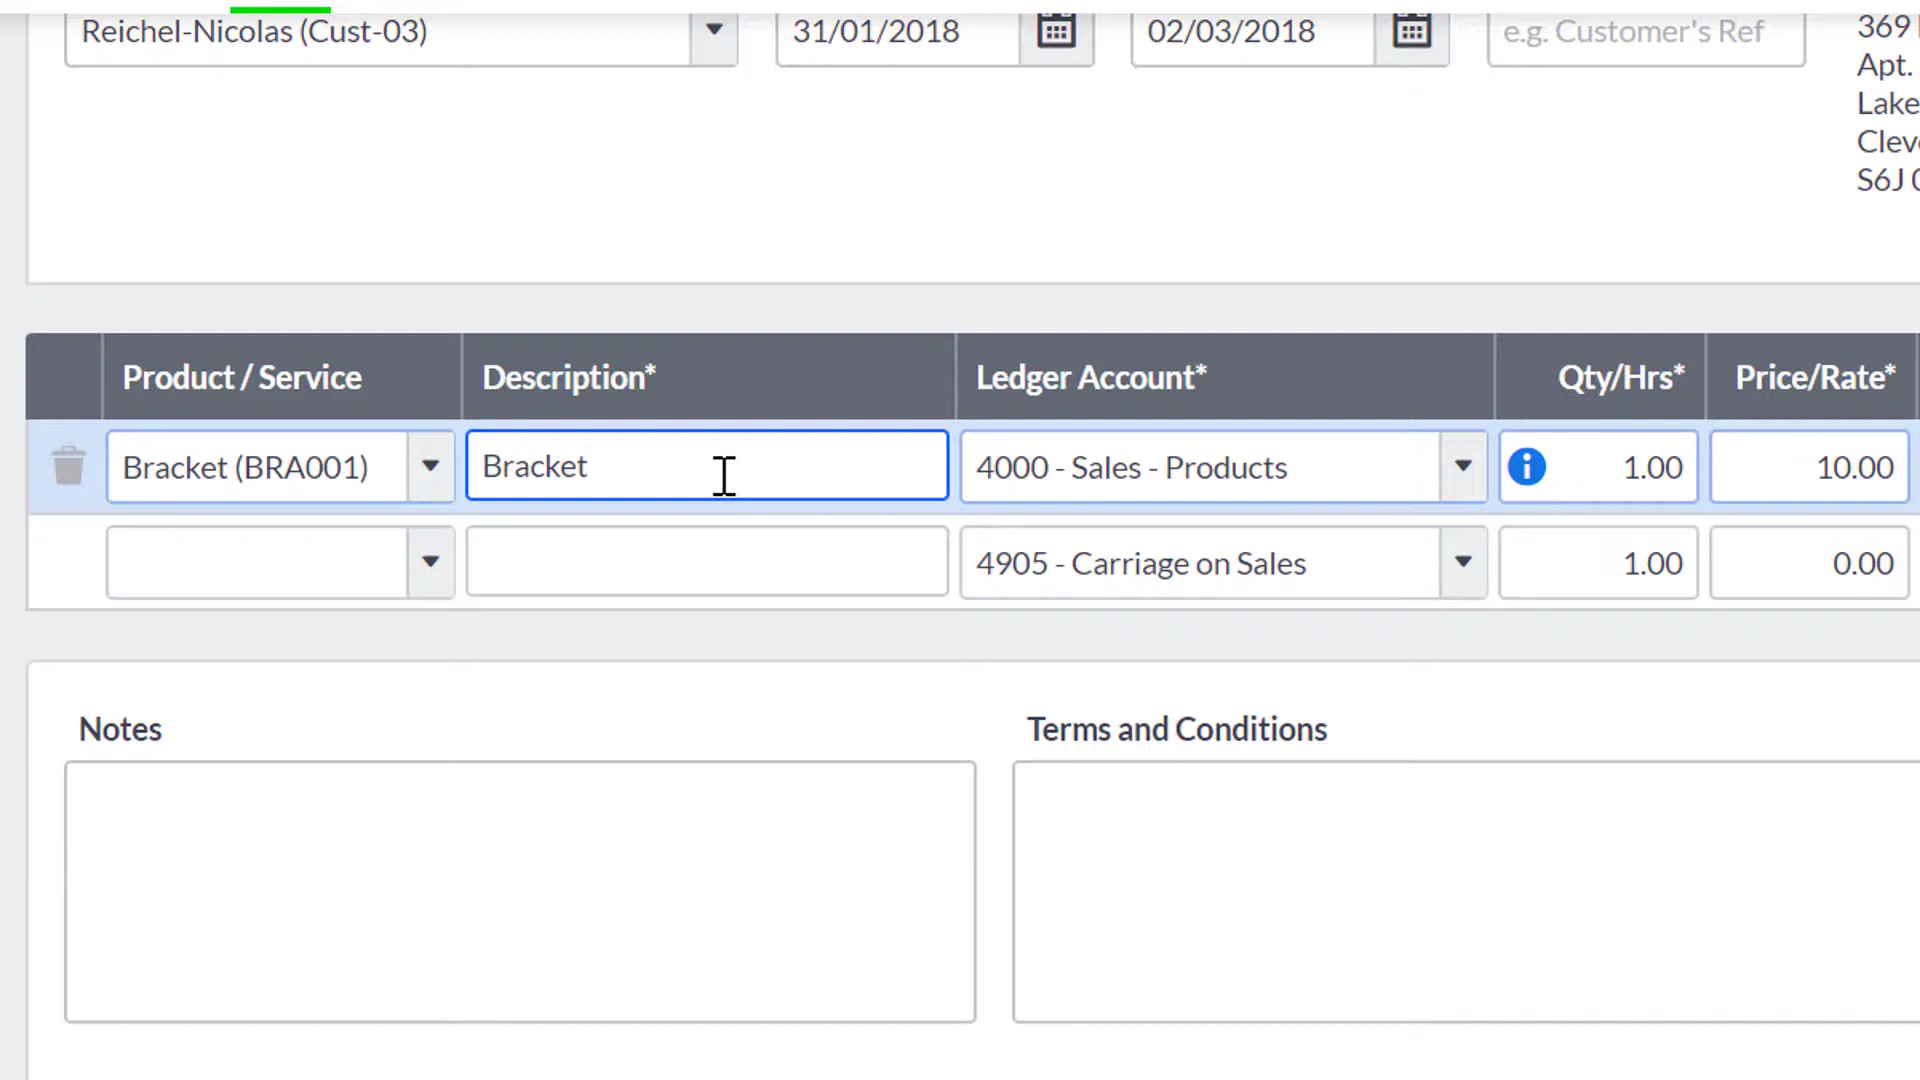 Reichel-Nicolas (Cust-03) 31/01/2018 02/03/2018 e.g. Customer's Ref
369
Apt.
Lake
Cleve
S6J
Product / Service Description* Ledger Account* Qty/Hrs* Price/Rate*
Bracket (BRA001) Bracket 4000 - Sales - Products 1.00 10.00
4905 - Carriage on Sales 1.00 0.00
Notes Terms and Conditions